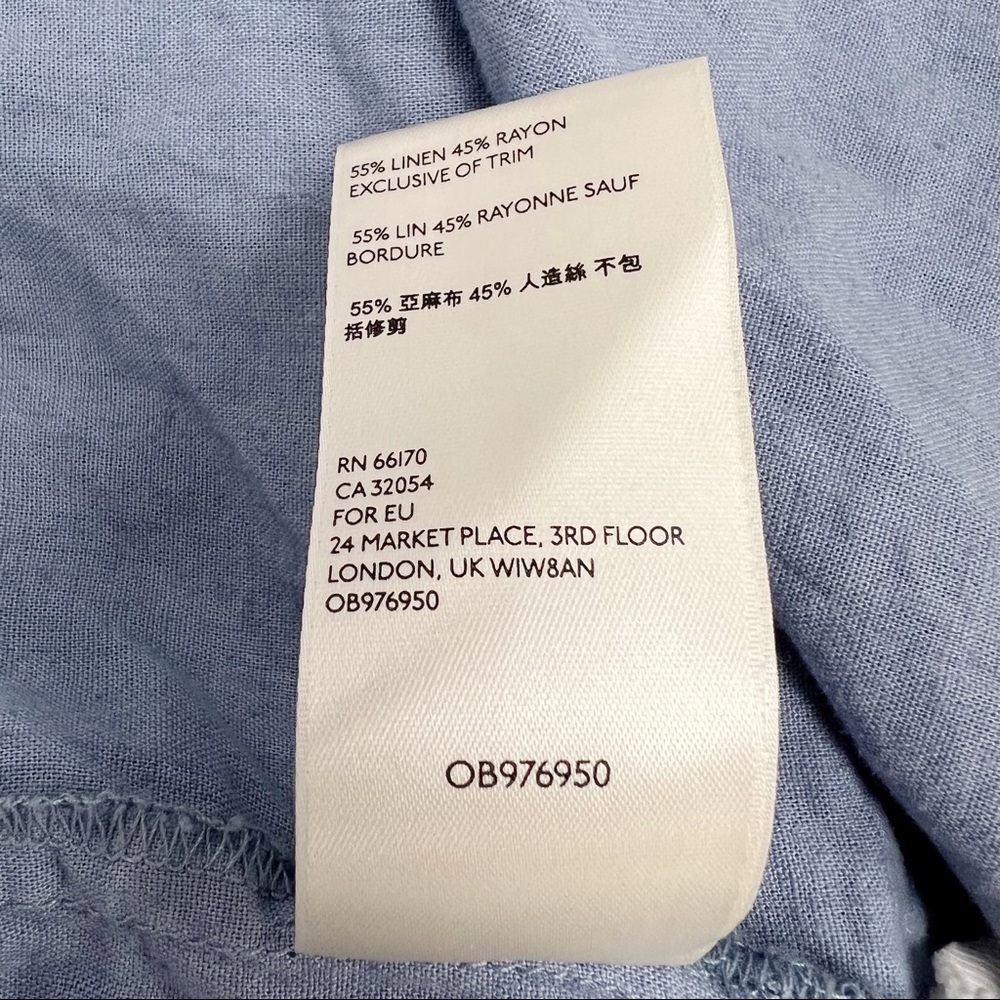 55% LINEN 45% RAYON
EXCLUSIVE OF TRIM
55% LIN 45% RAYONNE SAUF
BORDURE
55% 亞麻布 45% 人造絲 不包
括修剪
RN 66170
CA 32054
FOR EU
24 MARKET PLACE, 3RD FLOOR
LONDON, UK W1W8AN
OB976950
OB976950